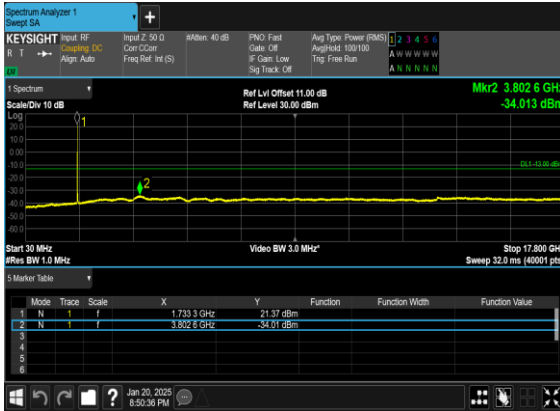 Spectrum Analyzer 1
Swept SA
+
KEYSIGHT Input: RF Input Z: 50 Ω #Atten: 40 dB PNO: Fast Avg Type: Power (RMS) 1 2 3 4 5 6
R T Coupling: DC Corr CCorr Gate: Off Avg|Hold: 100/100 A W W W W W
Align: Auto Freq Ref: Int (S) IF Gain: Low Trig: Free Run
Sig Track: Off A N N N N N
1 Spectrum Ref Lvl Offset 11.00 dB Mkr2 3.802 6 GHz
Scale/Div 10 dB Ref Level 30.00 dBm -34.013 dBm
Log
20.0 1
10.0
0.00
-10.0 DL1 -13.00 dBm
-20.0
-30.0 2
-40.0
-50.0
-60.0
Start 30 MHz Video BW 3.0 MHz* Stop 17.800 GH
#Res BW 1.0 MHz Sweep 32.0 ms (40001 pts
5 Marker Table
Mode Trace Scale X Y Function Function Width Function Value
1 N 1 f 1.733 3 GHz 21.37 dBm
2 N 1 f 3.802 6 GHz -34.01 dBm
3
4
5
6
? Jan 20, 2025
8:50:36 PM